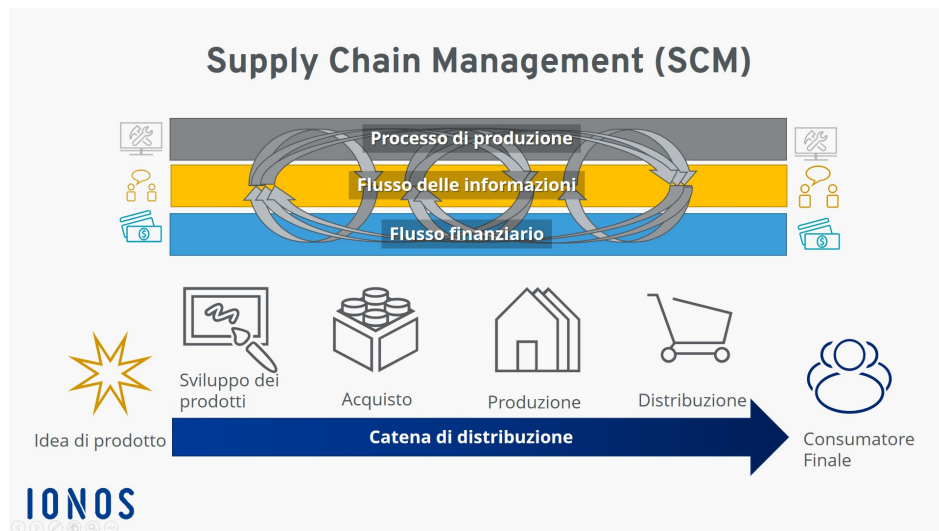 Supply Chain Management (SCM)
Processo di produzione
Flusso delle informazioni
Flusso finanziario
Sviluppo dei
prodotti
Acquisto
Produzione
Distribuzione
Idea di prodotto
Catena di distribuzione
Consumatore
Finale
IONOS